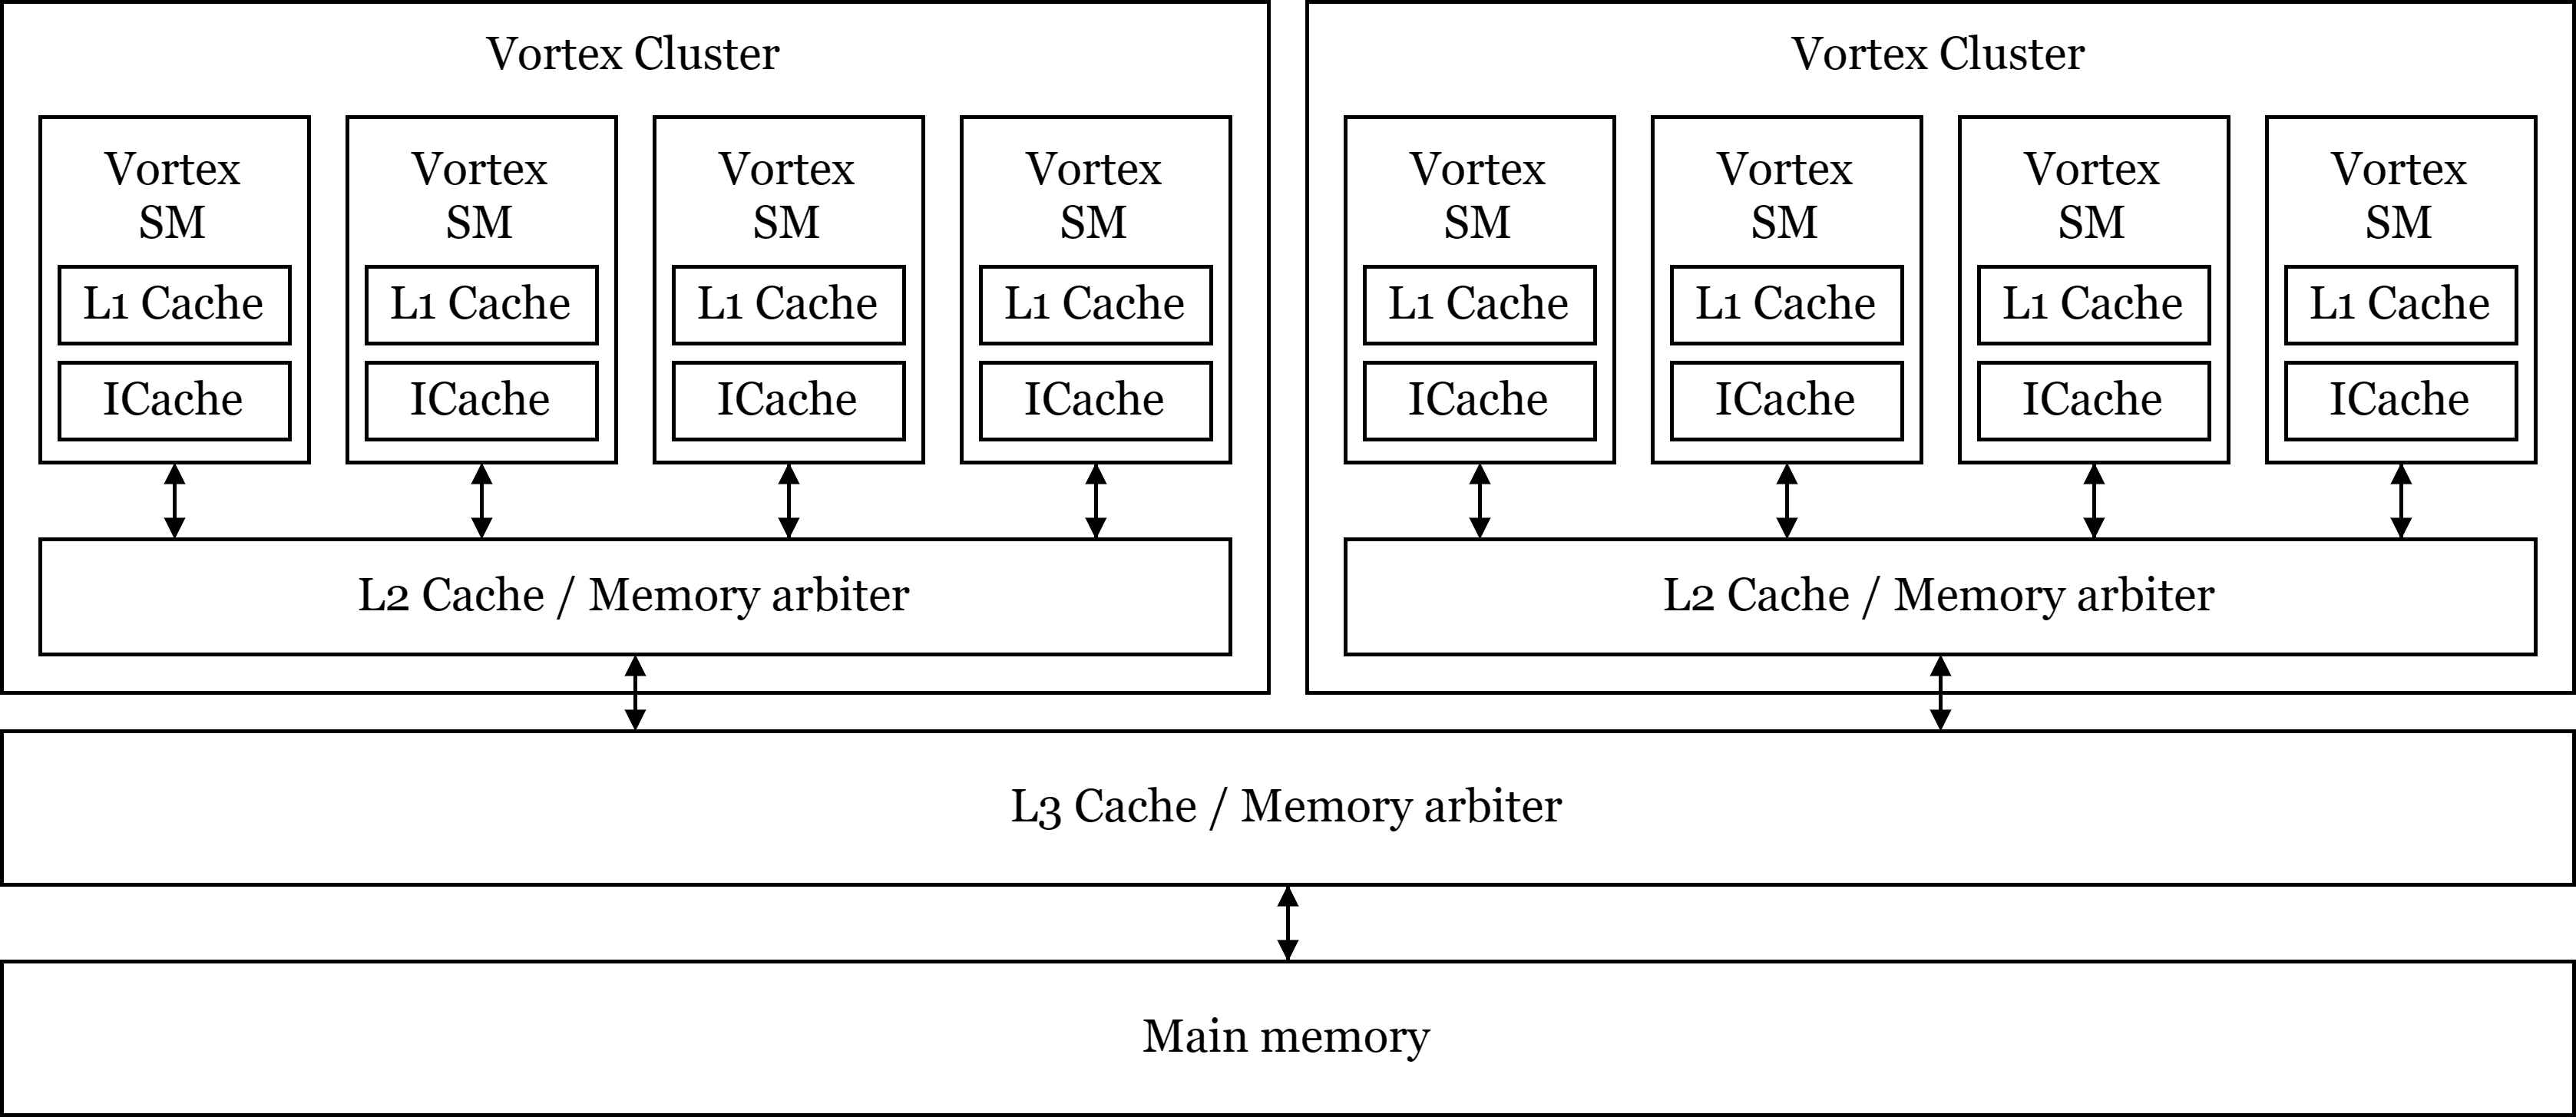 Vortex Cluster
Vortex
SM
L1 Cache
ICache
Vortex
SM
L1 Cache
ICache
Vortex
SM
L1 Cache
ICache
Vortex
SM
L1 Cache
ICache
L2 Cache / Memory arbiter
Vortex Cluster
Vortex
SM
L1 Cache
ICache
Vortex
SM
L1 Cache
ICache
Vortex
SM
L1 Cache
ICache
Vortex
SM
L1 Cache
ICache
L2 Cache / Memory arbiter
L3 Cache / Memory arbiter
Main memory